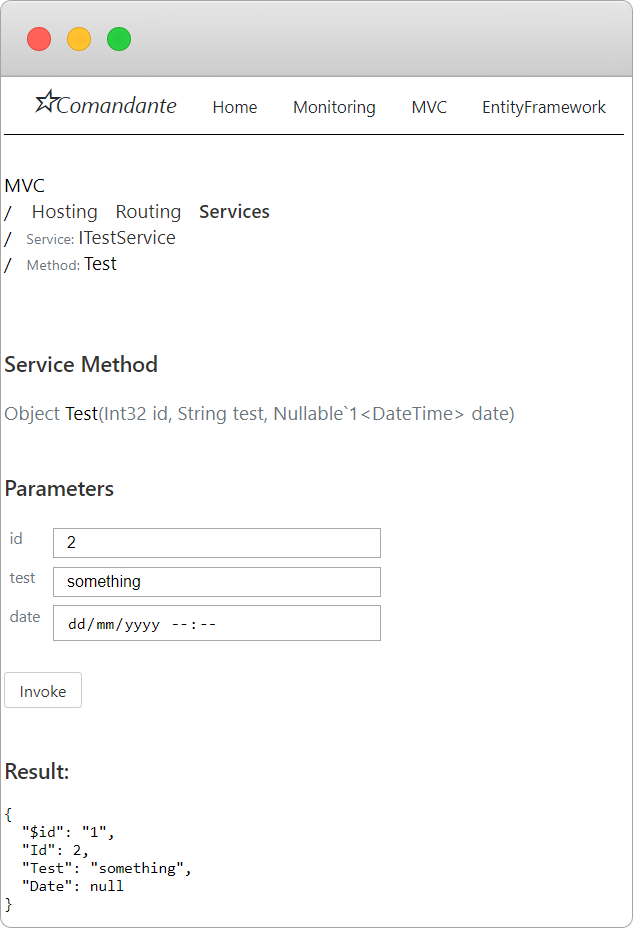 Comandante Home Monitoring MVC EntityFramework
MVC
/ Hosting Routing Services
/ Service: ITestService
/ Method: Test
Service Method
Object Test(Int32 id, String test, Nullable`1<DateTime> date)
Parameters
id 2
test something
date dd/mm/yyyy --:--
Invoke
Result:
{
  "$id": "1",
  "Id": 2,
  "Test": "something",
  "Date": null
}